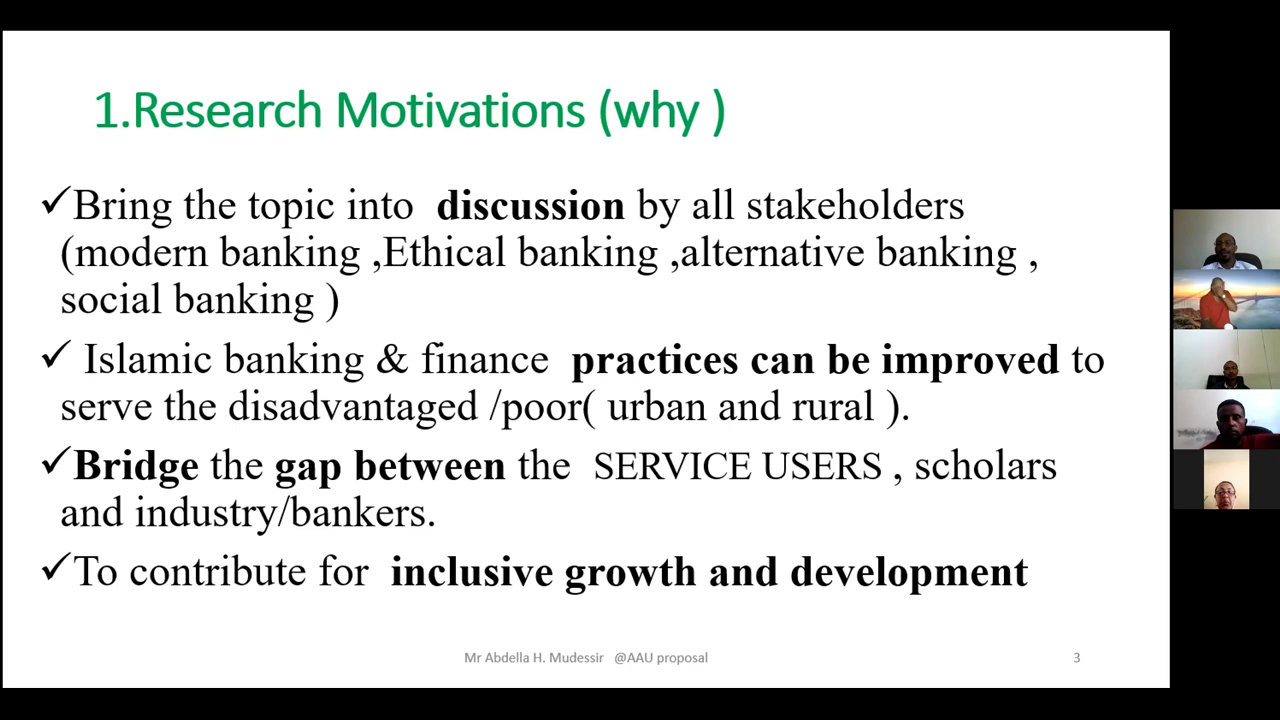 1.Research Motivations (why )
✓Bring the topic into discussion by all stakeholders
(modern banking ,Ethical banking ,alternative banking ,
social banking )
✓ Islamic banking & finance practices can be improved to
serve the disadvantaged /poor( urban and rural ).
✓Bridge the gap between the SERVICE USERS , scholars
and industry/bankers.
✓To contribute for inclusive growth and development
Mr Abdella H. Mudessir @AAU proposal
3